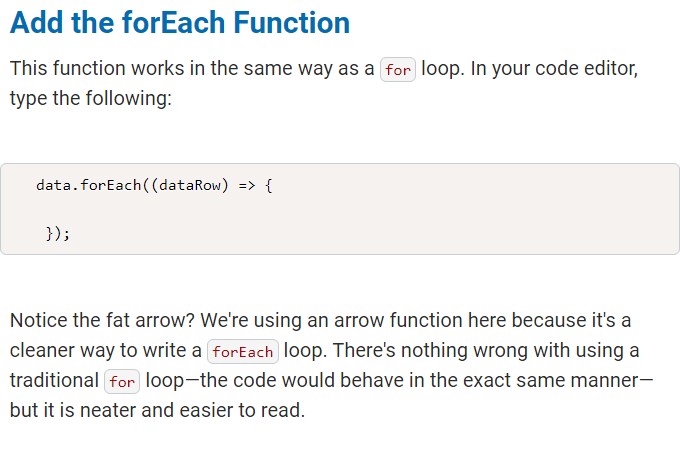 Add the forEach Function
This function works in the same way as a for loop. In your code editor,
type the following:
data.forEach((dataRow) => {
});
Notice the fat arrow? We're using an arrow function here because it's a
cleaner way to write a forEach loop. There's nothing wrong with using a
traditional for loop—the code would behave in the exact same manner—
but it is neater and easier to read.